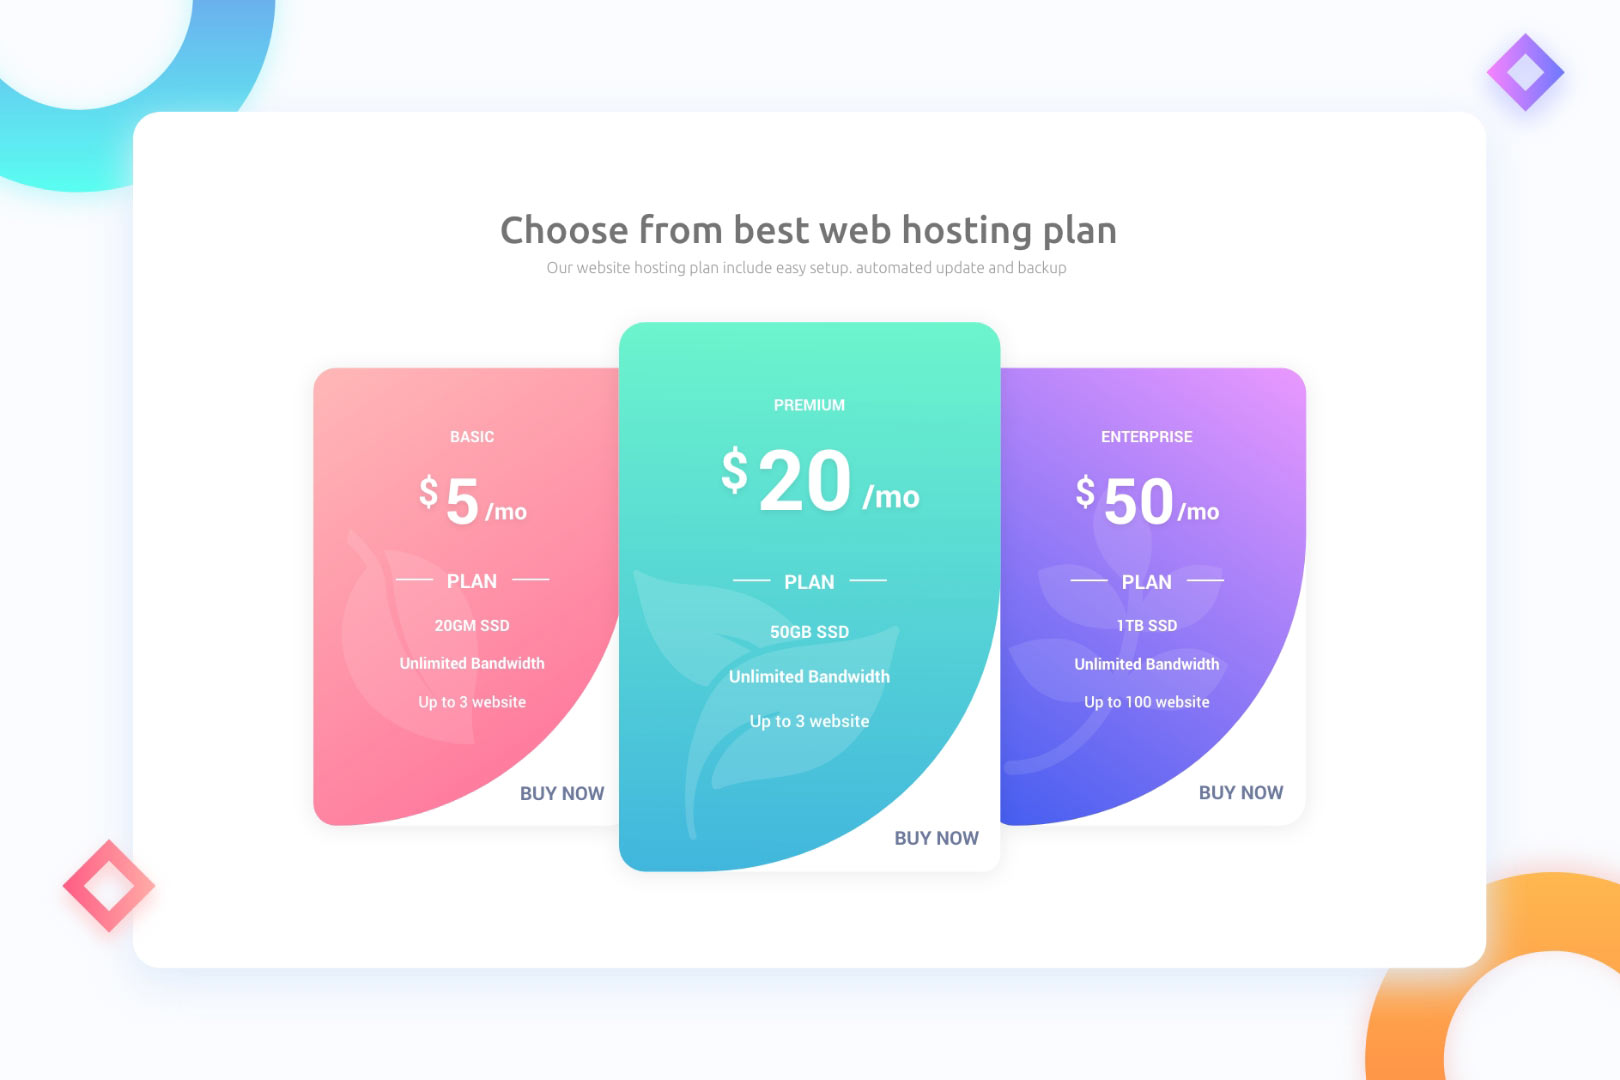 Choose from best web hosting plan
Our website hosting plan include easy setup. automated update and backup
BASIC
$ 5 /mo
PLAN
20GM SSD
Unlimited Bandwidth
Up to 3 website
BUY NOW
PREMIUM
$ 20 /mo
PLAN
50GB SSD
Unlimited Bandwidth
Up to 3 website
BUY NOW
ENTERPRISE
$ 50 /mo
PLAN
1TB SSD
Unlimited Bandwidth
Up to 100 website
BUY NOW